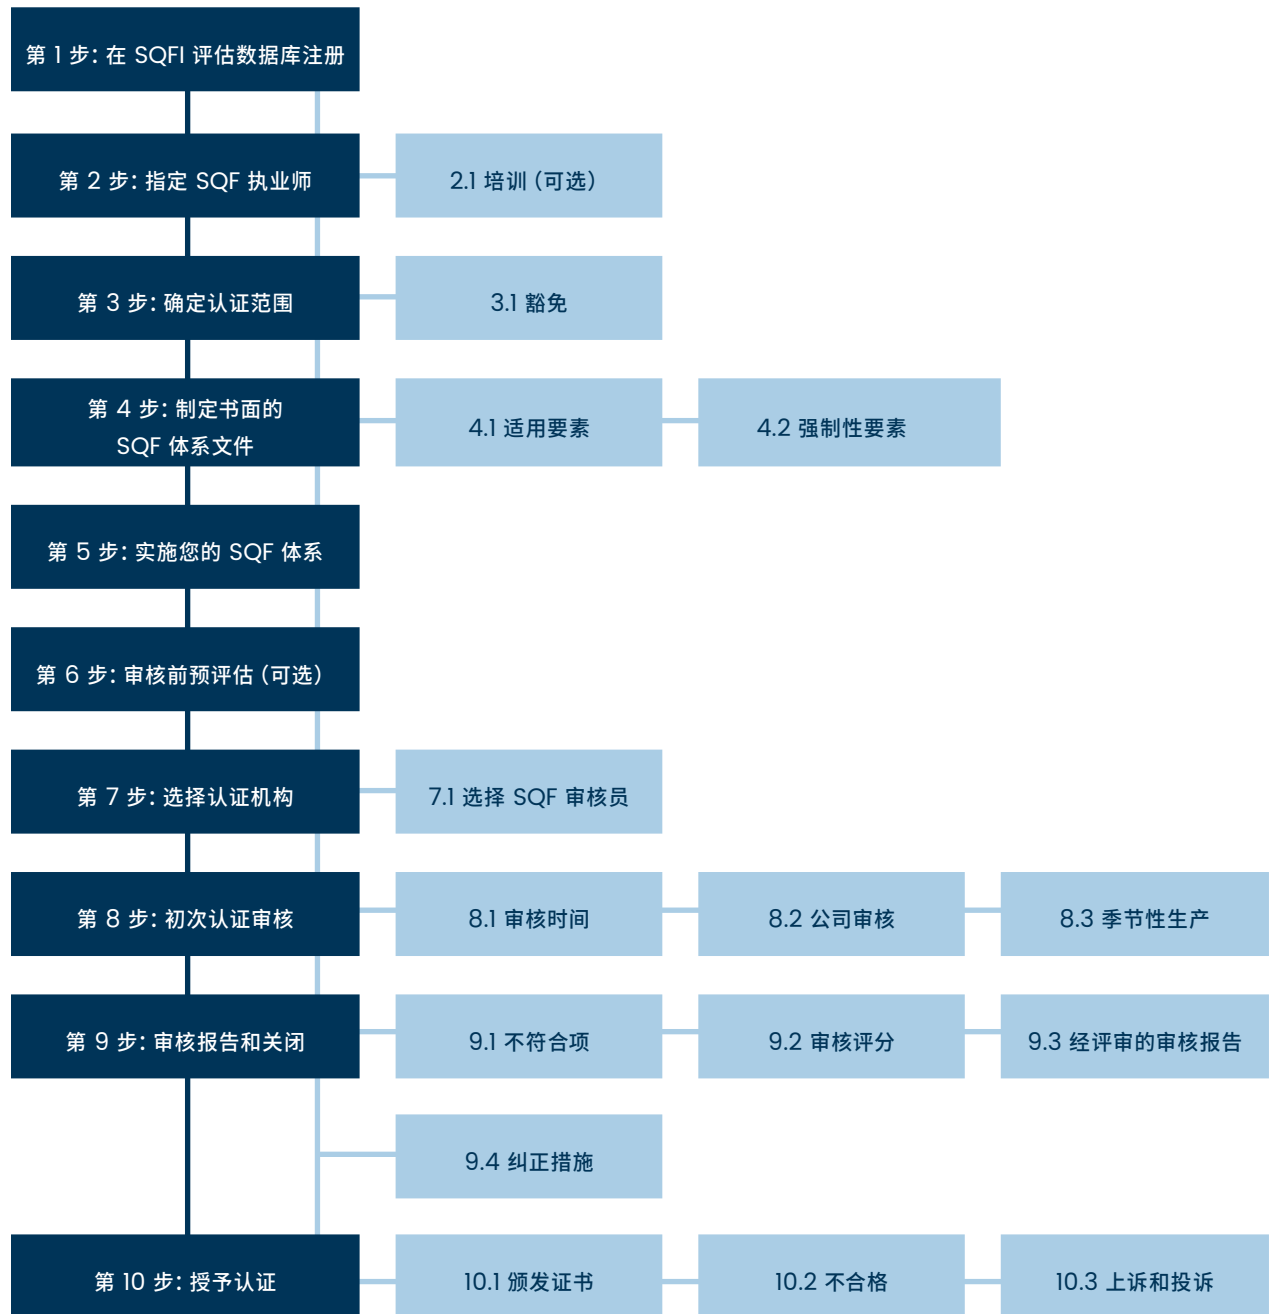 第 1 步：在 SQFI 评估数据库注册
第 2 步：指定 SQF 执业师
2.1 培训（可选）
第 3 步：确定认证范围
3.1 豁免
第 4 步：制定书面的
SQF 体系文件
4.1 适用要素
4.2 强制性要素
第 5 步：实施您的 SQF 体系
第 6 步：审核前预评估（可选）
第 7 步：选择认证机构
7.1 选择 SQF 审核员
第 8 步：初次认证审核
8.1 审核时间
8.2 公司审核
8.3 季节性生产
第 9 步：审核报告和关闭
9.1 不符合项
9.2 审核评分
9.3 经评审的审核报告
9.4 纠正措施
第 10 步：授予认证
10.1 颁发证书
10.2 不合格
10.3 上诉和投诉